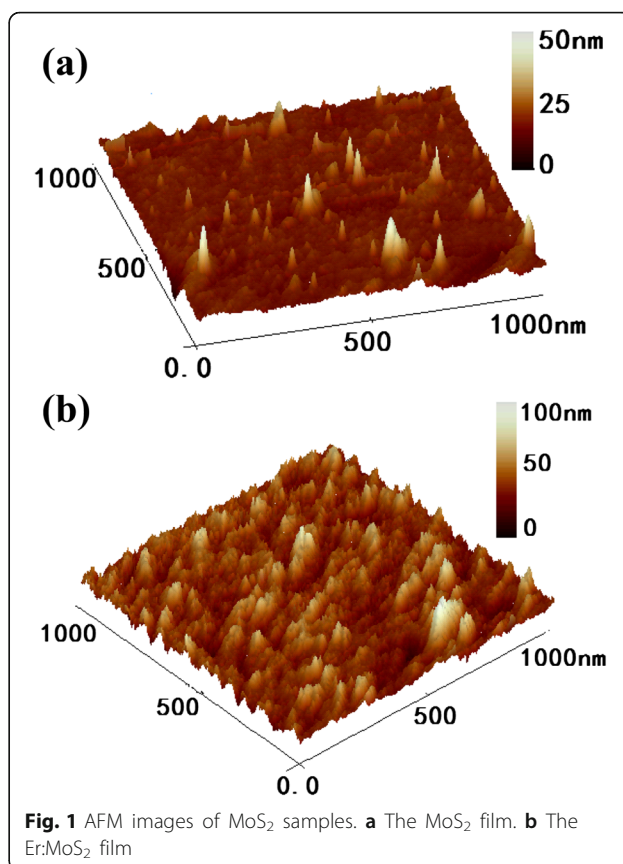 (a)
50nm
25
0
1000
500
0.0
500
1000nm
(b)
100nm
50
0
1000
500
0.0
500
1000nm
Fig. 1 AFM images of MoS₂ samples. a The MoS₂ film. b The
Er:MoS₂ film